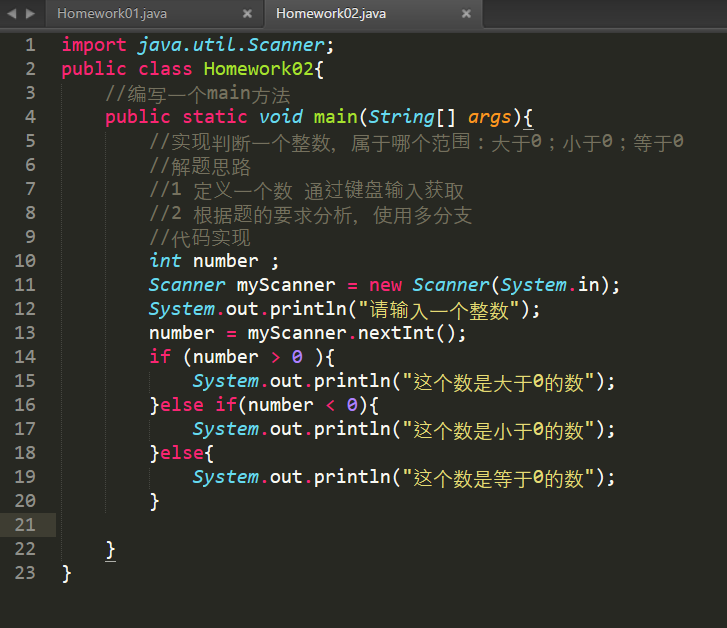 Homework01.java × Homework02.java ×
1 import java.util.Scanner;
2 public class Homework02{
3 //编写一个main方法
4 public static void main(String[] args){
5 //实现判断一个整数，属于哪个范围：大于0；小于0；等于0
6 //解题思路
7 //1 定义一个数 通过键盘输入获取
8 //2 根据题的要求分析，使用多分支
9 //代码实现
10 int number ;
11 Scanner myScanner = new Scanner(System.in);
12 System.out.println("请输入一个整数");
13 number = myScanner.nextInt();
14 if (number > 0 ){
15 System.out.println("这个数是大于0的数");
16 }else if(number < 0){
17 System.out.println("这个数是小于0的数");
18 }else{
19 System.out.println("这个数是等于0的数");
20 }
21
22 }
23 }